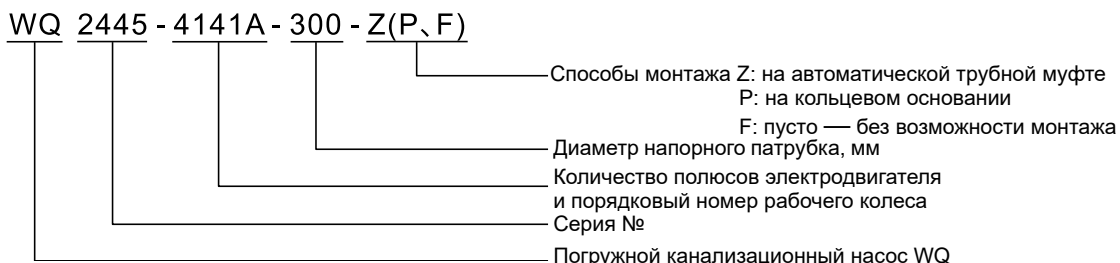 WQ 2445 - 4141A - 300 - Z(P、F)
Способы монтажа Z: на автоматической трубной муфте
P: на кольцевом основании
F: пусто — без возможности монтажа
Диаметр напорного патрубка, мм
Количество полюсов электродвигателя
и порядковый номер рабочего колеса
Серия №
Погружной канализационный насос WQ